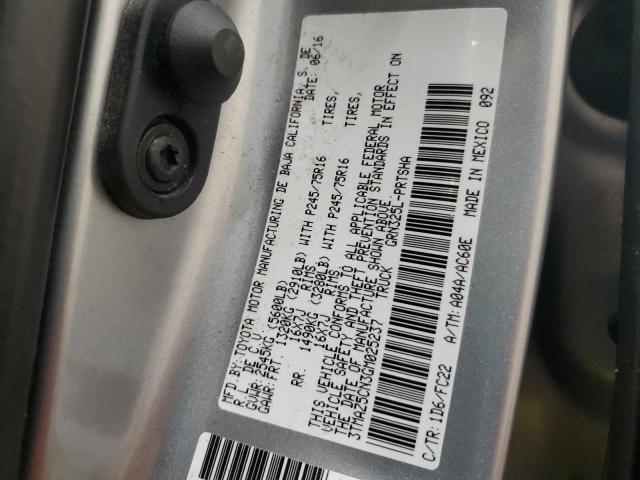 MFD.BY:TOYOTA MOTOR MANUFACTURING DE BAJA CALIFORNIA, S. DE
R. L. DE C.V. DATE: 06/16
GVWR: 2545KG (5600LB)
GAWR:FRT: 1320KG (2910LB) WITH P245/75R16 TIRES,
16X7J RIMS,
RR. 1490KG (3280LB) WITH P245/75R16 TIRES,
16X7J RIMS.
THIS VEHICLE CONFORMS TO ALL APPLICABLE FEDERAL MOTOR
VEHICLE SAFETY AND THEFT PREVENTION STANDARDS IN EFFECT ON
THE DATE OF MANUFACTURE SHOWN ABOVE.
3TMAZ5CN3GM025237 TRUCK GRN325L-PRTSHA
C/TR:1D6/FC22 A/TM:A04A/AC60E MADE IN MEXICO 092